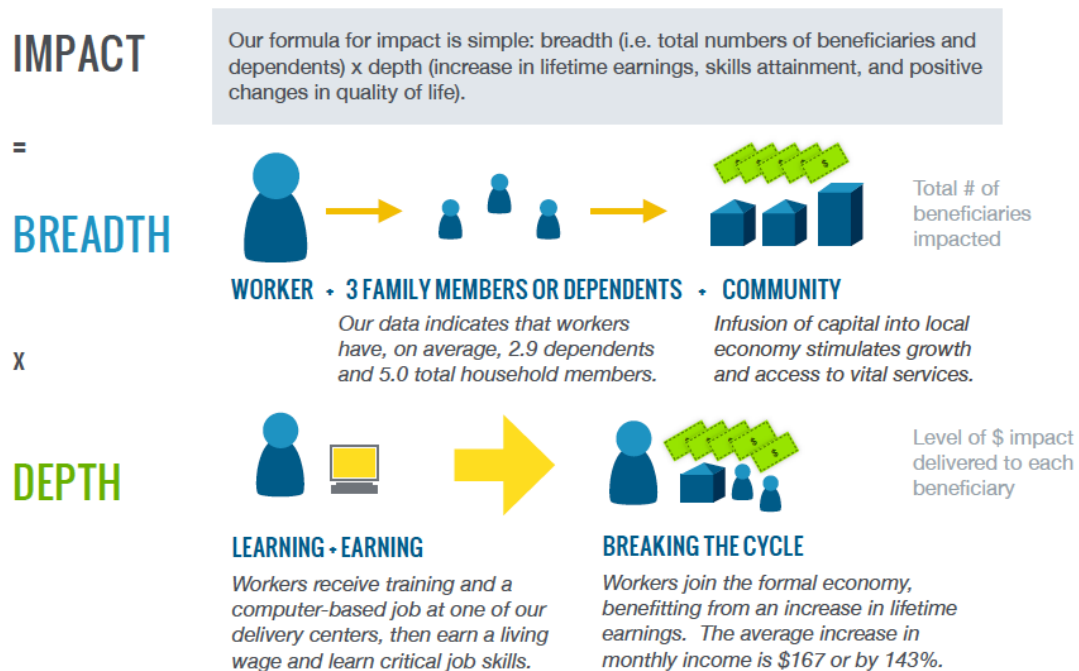 IMPACT
Our formula for impact is simple: breadth (i.e. total numbers of beneficiaries and
dependents) x depth (increase in lifetime earnings, skills attainment, and positive
changes in quality of life).
=
BREADTH
Total # of
beneficiaries
impacted
WORKER + 3 FAMILY MEMBERS OR DEPENDENTS + COMMUNITY
Our data indicates that workers
have, on average, 2.9 dependents
and 5.0 total household members.
Infusion of capital into local
economy stimulates growth
and access to vital services.
x
DEPTH
Level of $ impact
delivered to each
beneficiary
LEARNING + EARNING
Workers receive training and a
computer-based job at one of our
delivery centers, then earn a living
wage and learn critical job skills.
BREAKING THE CYCLE
Workers join the formal economy,
benefitting from an increase in lifetime
earnings. The average increase in
monthly income is $167 or by 143%.